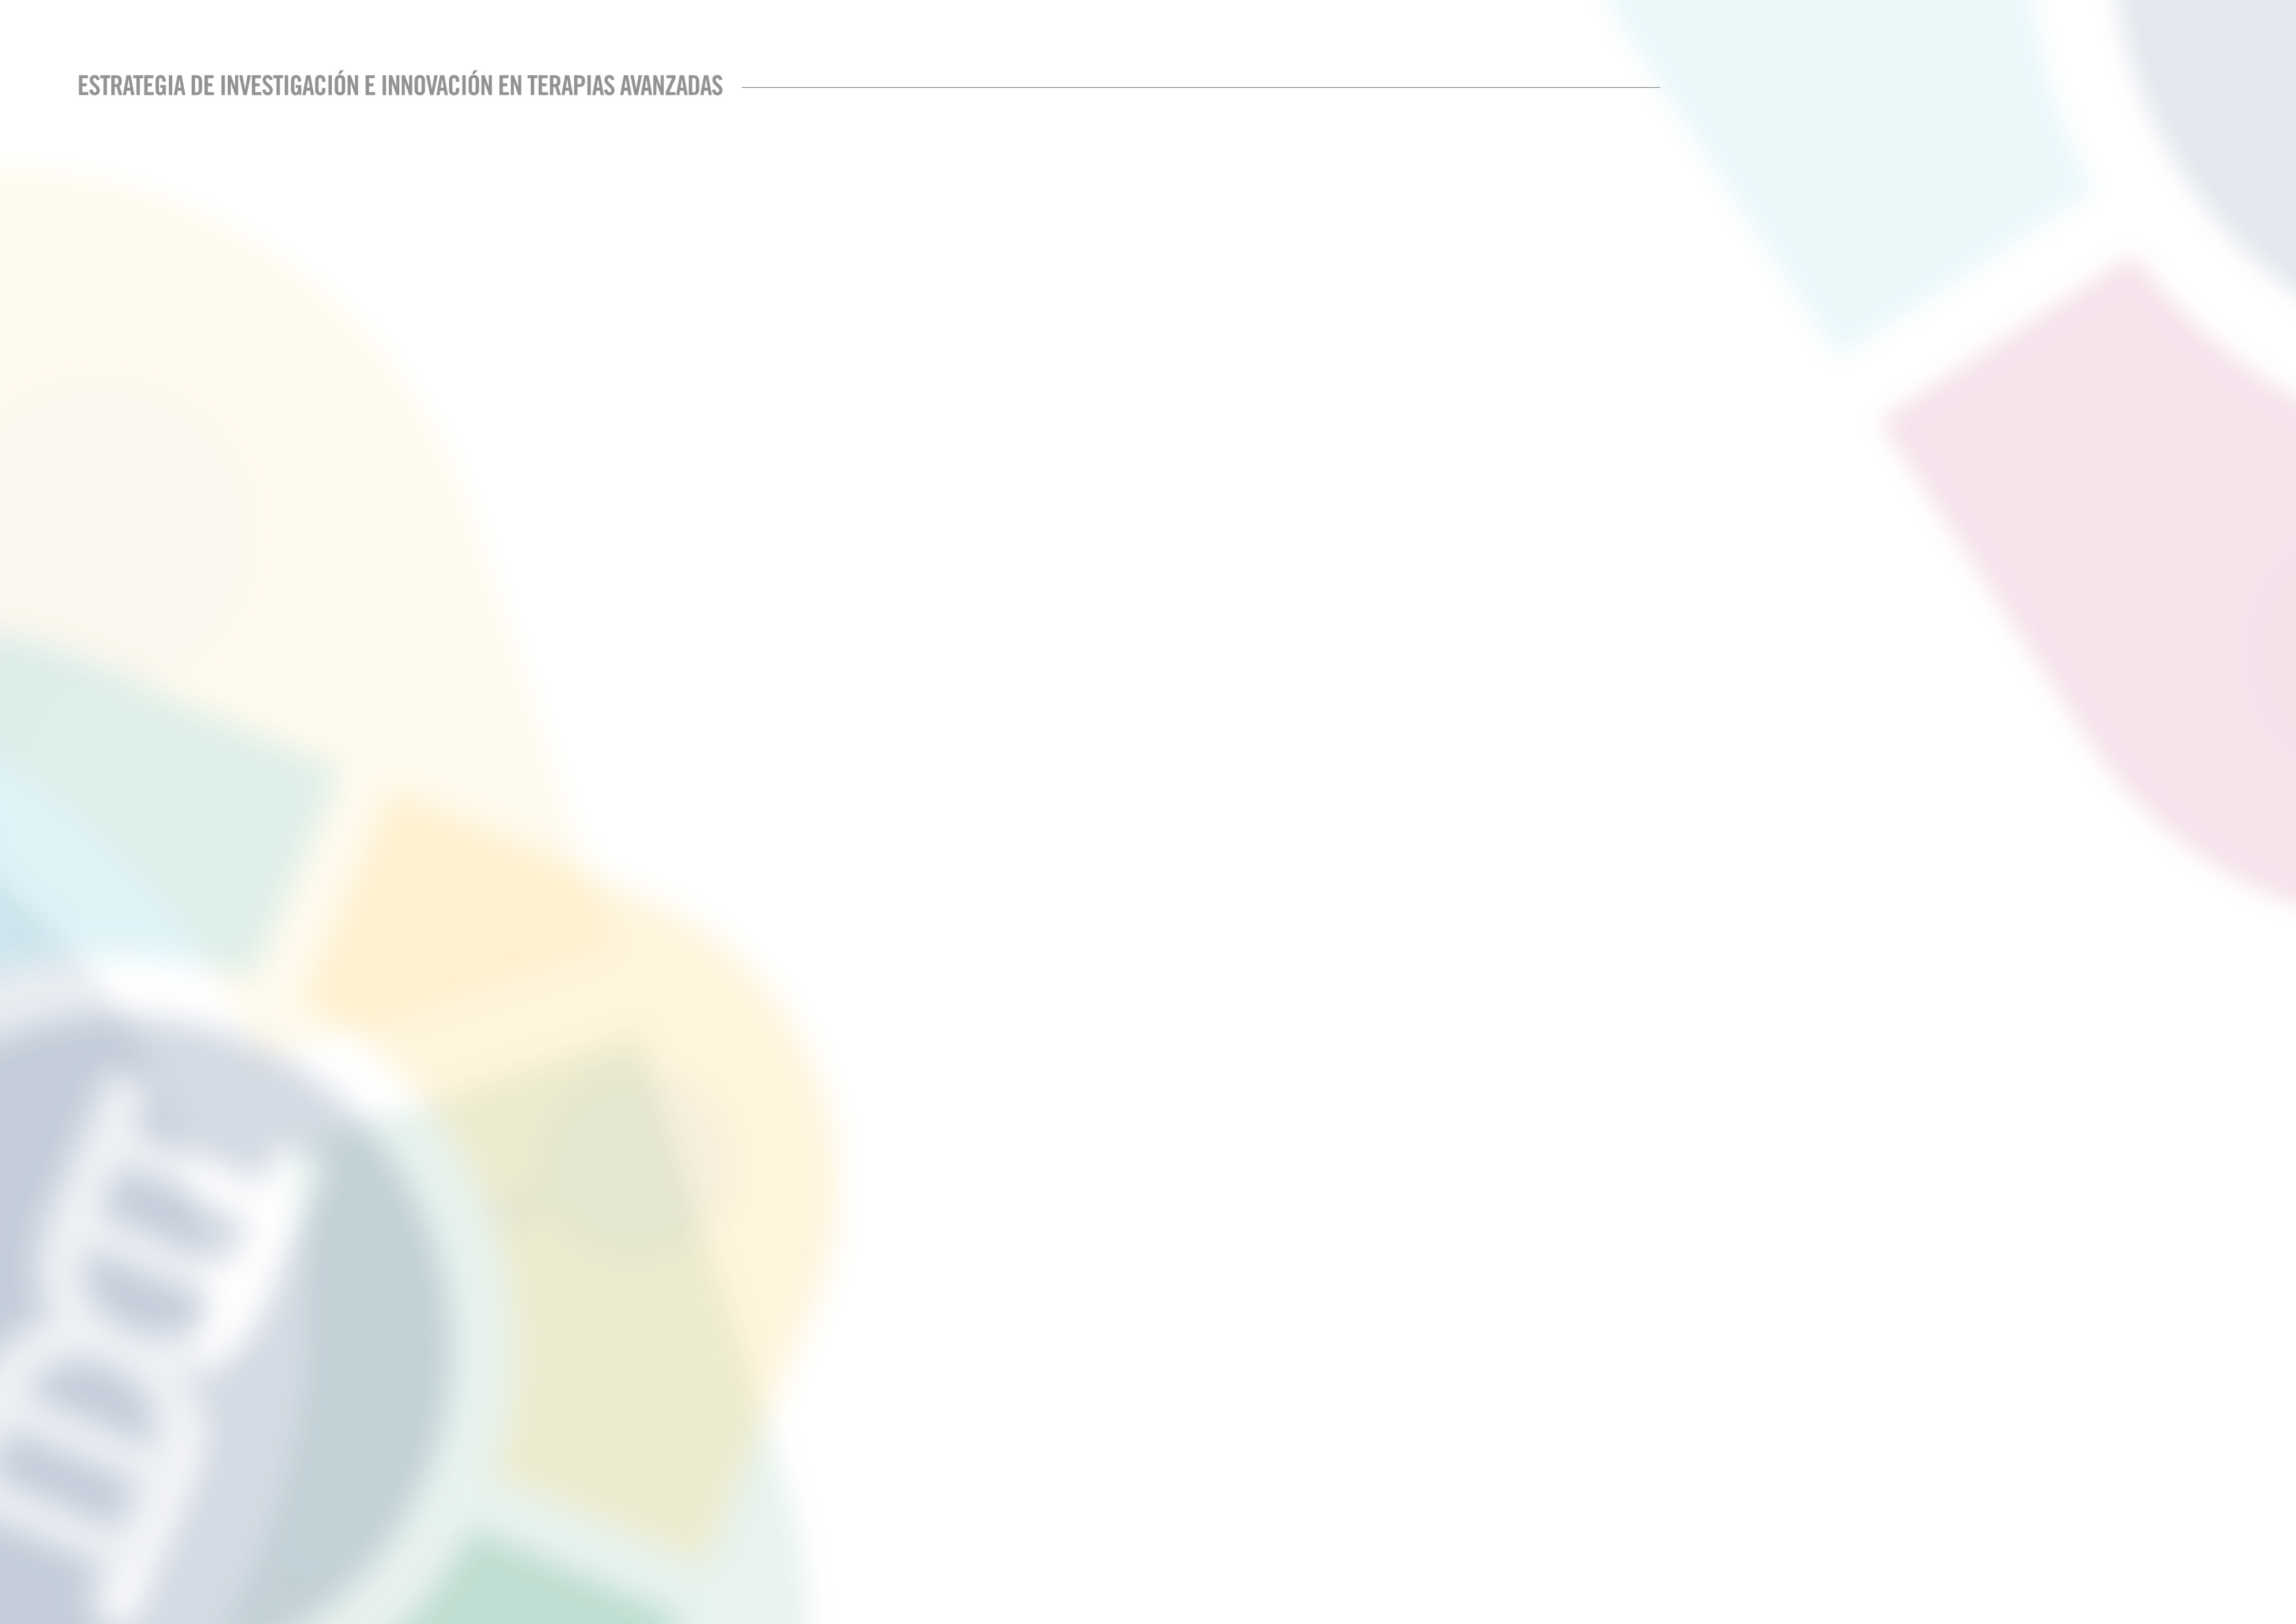 ESTRATEGIA DE INVESTIGACIÓN E INNOVACIÓN EN TERAPIAS AVANZADAS